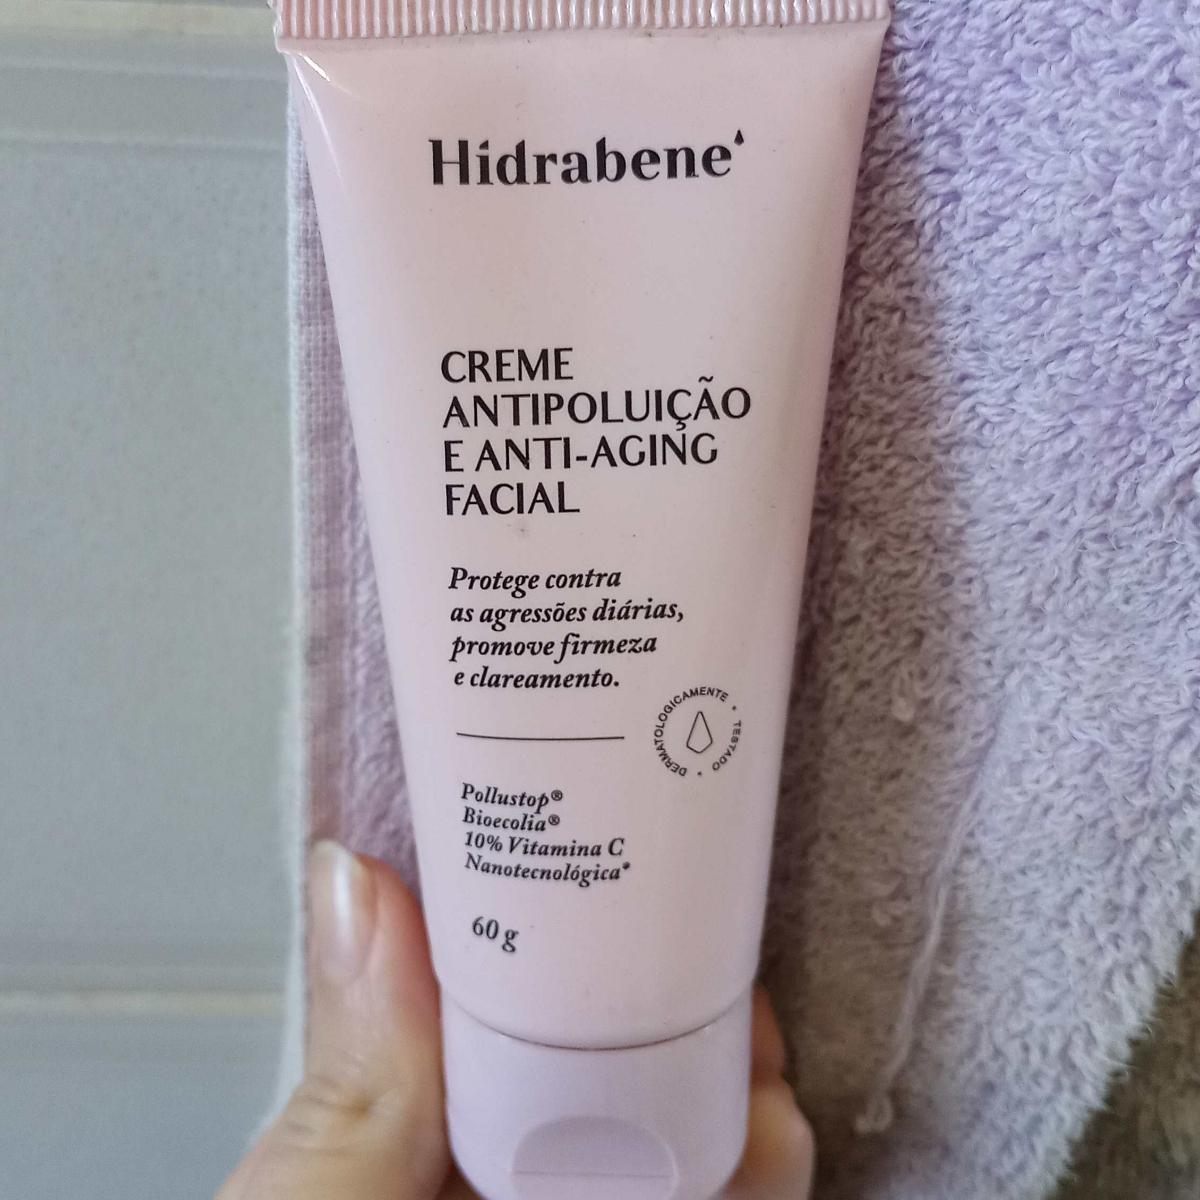 Hidrabene
CREME
ANTIPOLUIÇÃO
E ANTI-AGING
FACIAL
Protege contra
as agressões diárias,
promove firmeza
e clareamento.
DERMATOLOGICAMENTE • TESTADO •
Pollustop®
Bioecolia®
10% Vitamina C
Nanotecnológica*
60 g